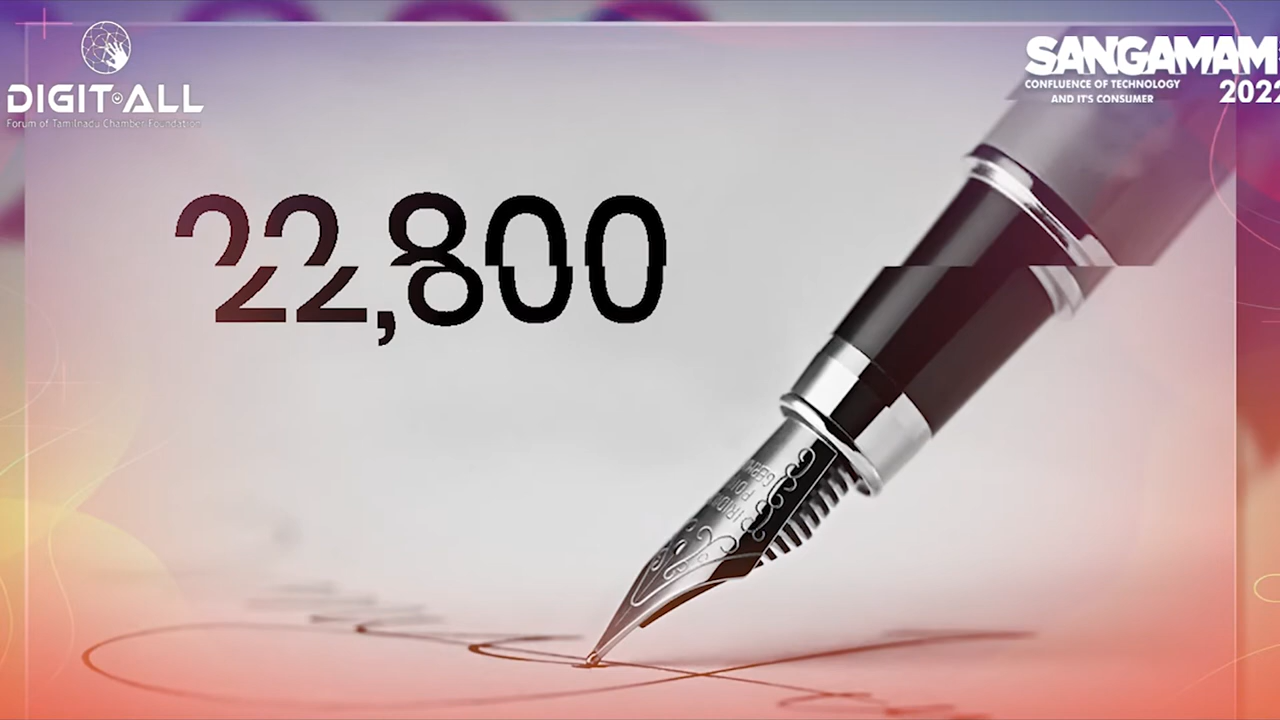 DIGIT ALL
Forum of Tamilnadu Chamber Foundation
SANGAMAM
CONFLUENCE OF TECHNOLOGY
AND IT'S CONSUMER
2022
22,800